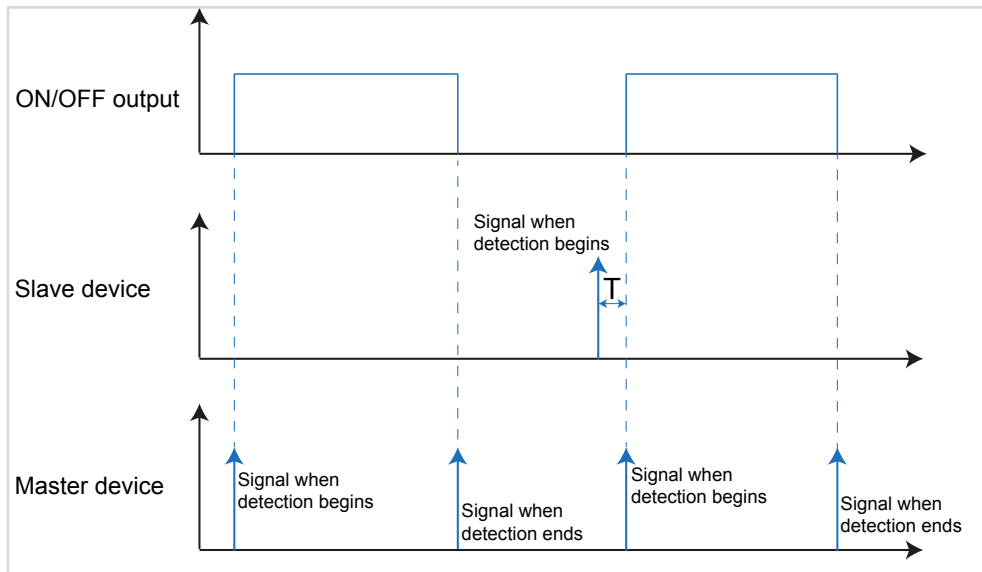 ON/OFF output
Signal when
detection begins
Slave device
T
Master device
Signal when
detection begins
Signal when
detection ends
Signal when
detection begins
Signal when
detection ends